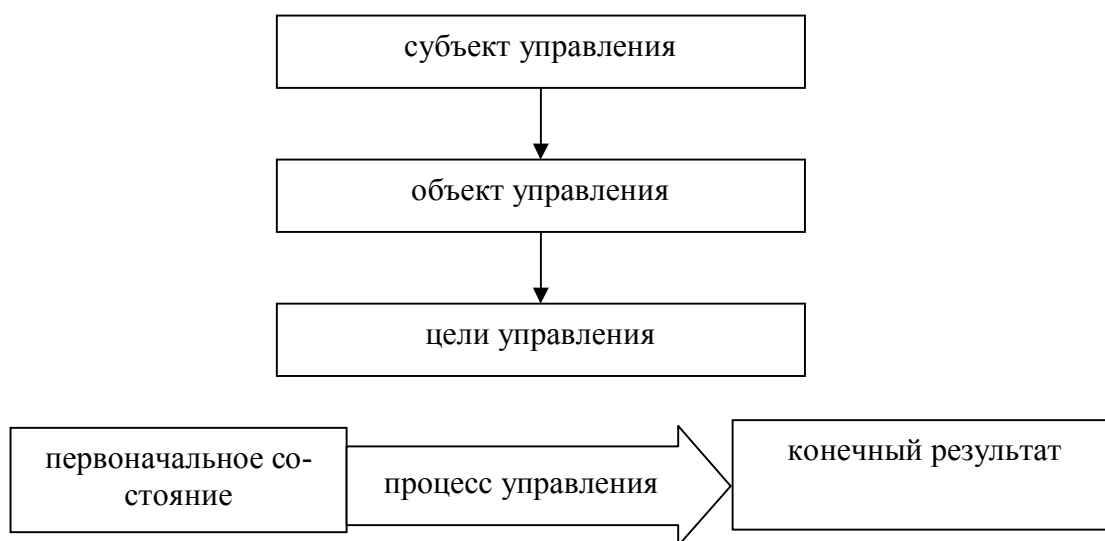 субъект управления
объект управления
цели управления
первоначальное со-
стояние
процесс управления
конечный результат